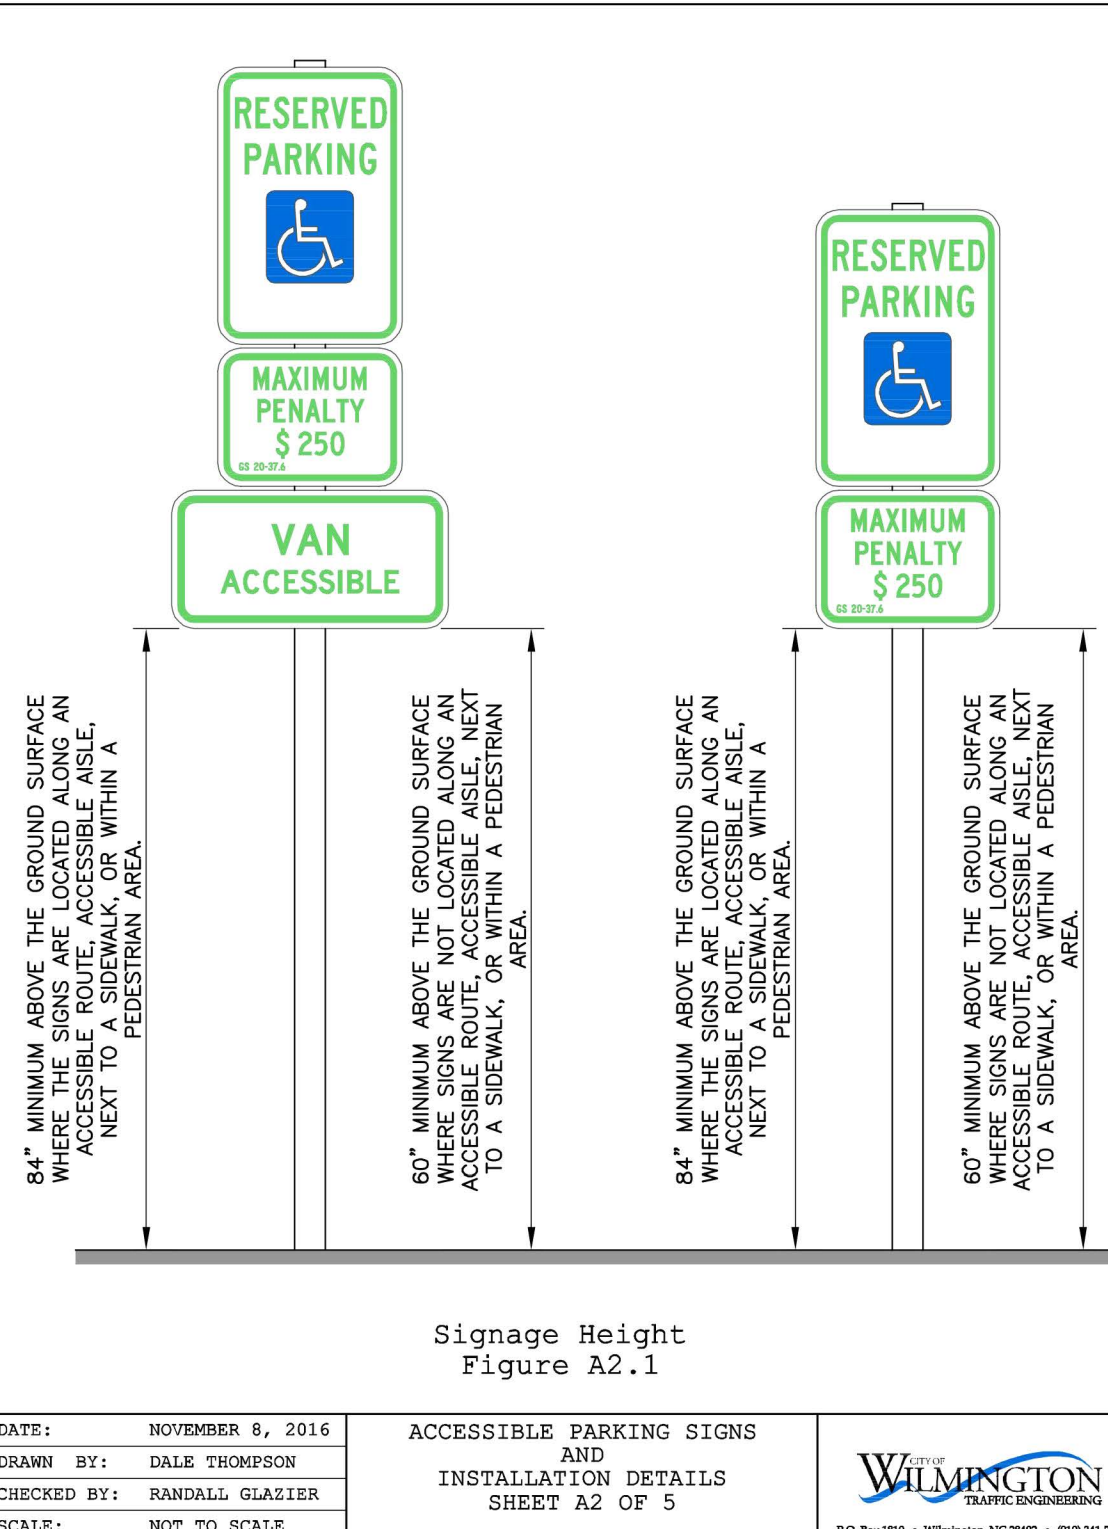 RESERVED
PARKING
MAXIMUM
PENALTY
$ 250
GS 20-37.6
VAN
ACCESSIBLE
RESERVED
PARKING
MAXIMUM
PENALTY
$ 250
GS 20-37.6
84" MINIMUM ABOVE THE GROUND SURFACE
WHERE THE SIGNS ARE LOCATED ALONG AN
ACCESSIBLE ROUTE, ACCESSIBLE AISLE,
NEXT TO A SIDEWALK, OR WITHIN A
PEDESTRIAN AREA.
60" MINIMUM ABOVE THE GROUND SURFACE
WHERE SIGNS ARE NOT LOCATED ALONG AN
ACCESSIBLE ROUTE, ACCESSIBLE AISLE, NEXT
TO A SIDEWALK, OR WITHIN A PEDESTRIAN
AREA.
84" MINIMUM ABOVE THE GROUND SURFACE
WHERE THE SIGNS ARE LOCATED ALONG AN
ACCESSIBLE ROUTE, ACCESSIBLE AISLE,
NEXT TO A SIDEWALK, OR WITHIN A
PEDESTRIAN AREA.
60" MINIMUM ABOVE THE GROUND SURFACE
WHERE SIGNS ARE NOT LOCATED ALONG AN
ACCESSIBLE ROUTE, ACCESSIBLE AISLE, NEXT
TO A SIDEWALK, OR WITHIN A PEDESTRIAN
AREA.
Signage Height
Figure A2.1
DATE: NOVEMBER 8, 2016
DRAWN BY: DALE THOMPSON
CHECKED BY: RANDALL GLAZIER
SCALE: NOT TO SCALE
ACCESSIBLE PARKING SIGNS
AND
INSTALLATION DETAILS
SHEET A2 OF 5
CITY OF
WILMINGTON
TRAFFIC ENGINEERING